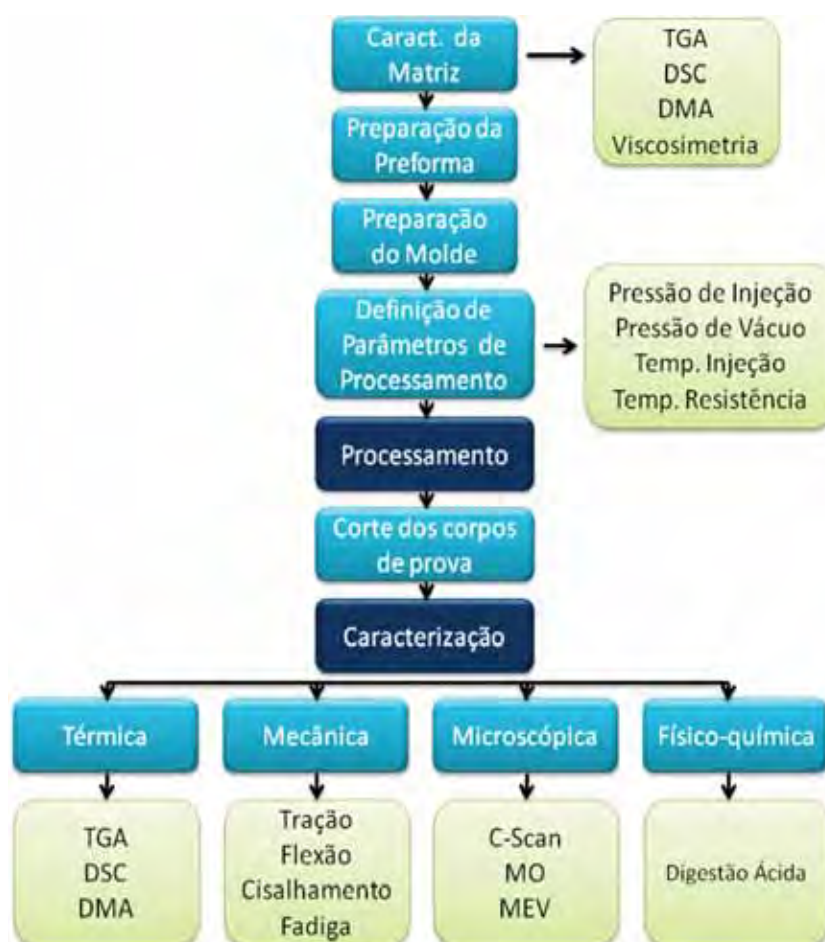 Caract. da
Matriz
TGA
DSC
DMA
Viscosimetria
Preparação da
Preforma
Preparação
do Molde
Definição de
Parâmetros de
Processamento
Pressão de Injeção
Pressão de Vácuo
Temp. Injeção
Temp. Resistência
Processamento
Corte dos corpos
de prova
Caracterização
Térmica
Mecânica
Microscópica
Físico-química
TGA
DSC
DMA
Tração
Flexão
Cisalhamento
Fadiga
C-Scan
MO
MEV
Digestão Ácida